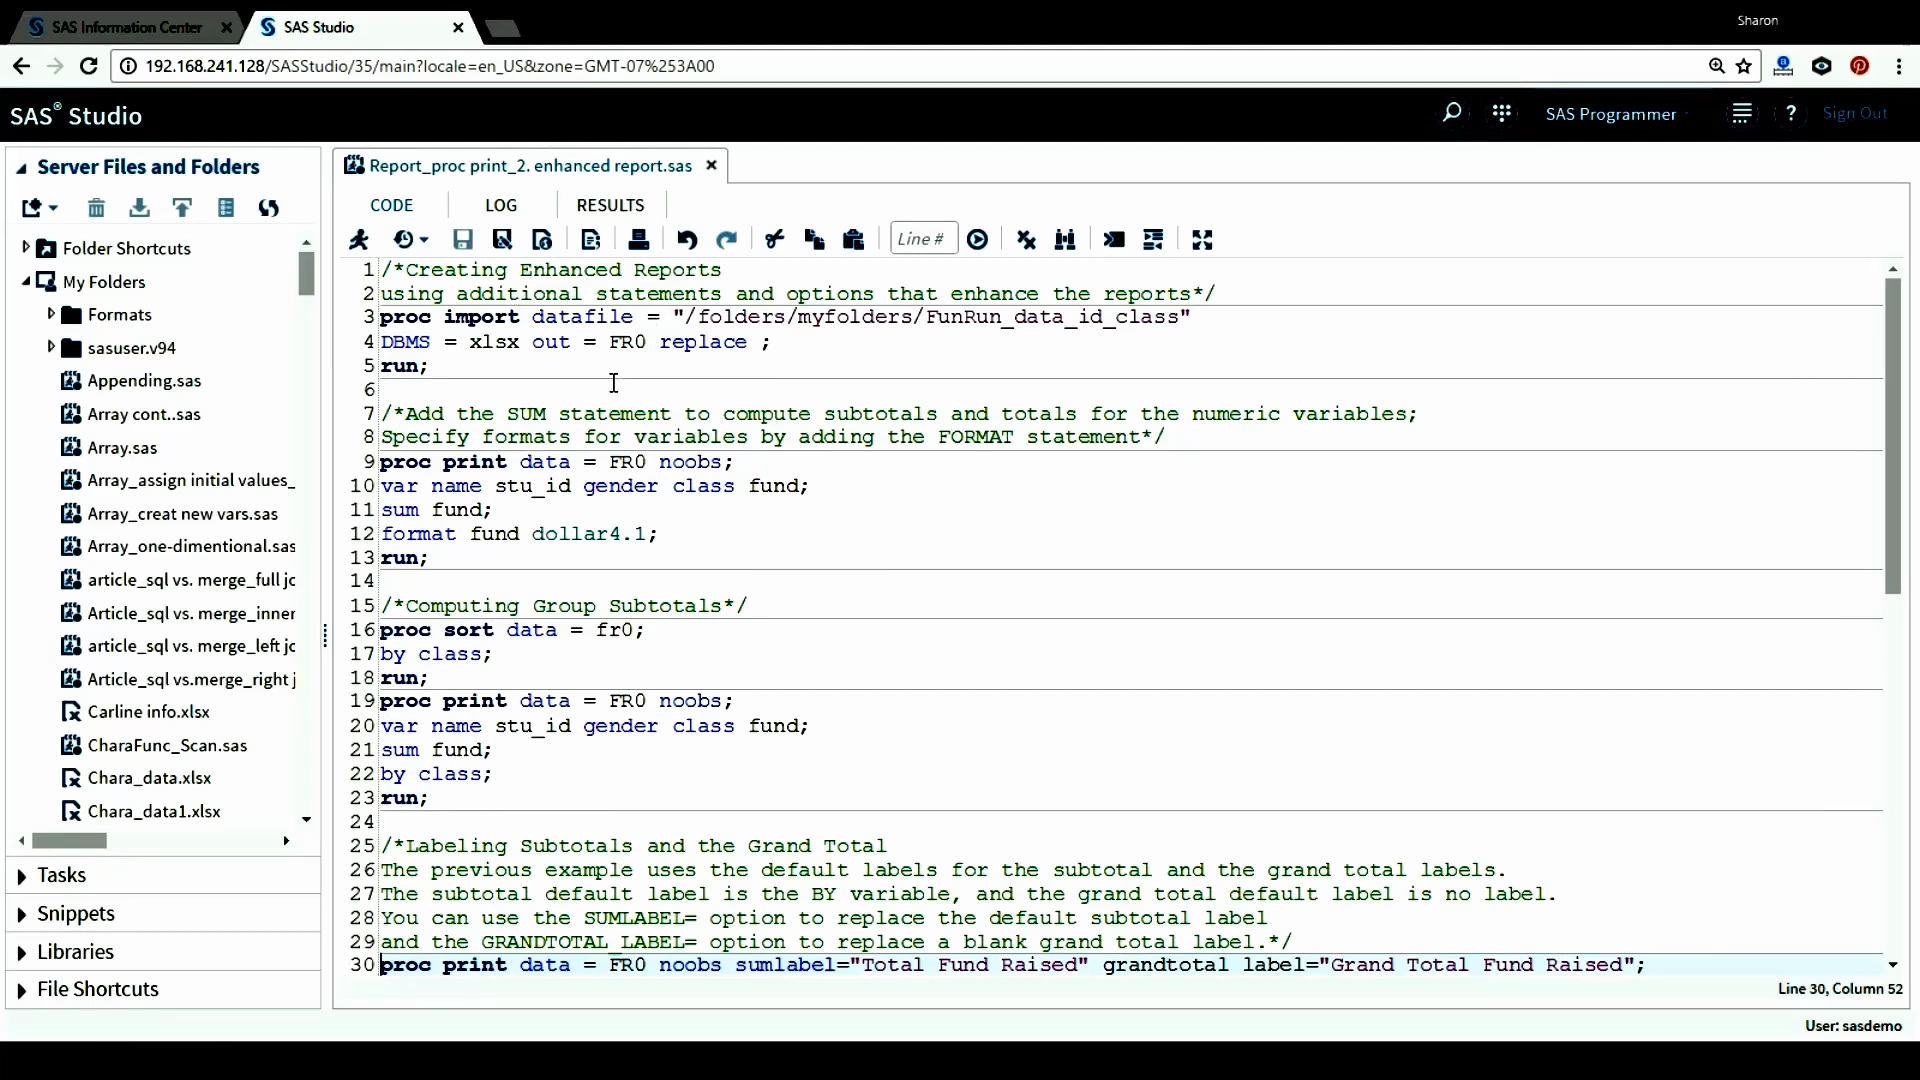 SAS Information Center
SAS Studio
Sharon
192.168.241.128/SASStudio/35/main?locale=en_US&zone=GMT-07%253A00
SAS® Studio
SAS Programmer
?
Sign Out
Server Files and Folders
Folder Shortcuts
My Folders
Formats
sasuser.v94
Appending.sas
Array cont..sas
Array.sas
Array_assign initial values_
Array_creat new vars.sas
Array_one-dimentional.sas
article_sql vs. merge_full jo
Article_sql vs. merge_inner
article_sql vs. merge_left jo
Article_sql vs.merge_right j
Carline info.xlsx
CharaFunc_Scan.sas
Chara_data.xlsx
Chara_data1.xlsx
Tasks
Snippets
Libraries
File Shortcuts
Report_proc print_2. enhanced report.sas
CODE LOG RESULTS
Line #
1 /*Creating Enhanced Reports
2 using additional statements and options that enhance the reports*/
3 proc import datafile = "/folders/myfolders/FunRun_data_id_class"
4 DBMS = xlsx out = FR0 replace ;
5 run;
6
7 /*Add the SUM statement to compute subtotals and totals for the numeric variables;
8 Specify formats for variables by adding the FORMAT statement*/
9 proc print data = FR0 noobs;
10 var name stu_id gender class fund;
11 sum fund;
12 format fund dollar4.1;
13 run;
14
15 /*Computing Group Subtotals*/
16 proc sort data = fr0;
17 by class;
18 run;
19 proc print data = FR0 noobs;
20 var name stu_id gender class fund;
21 sum fund;
22 by class;
23 run;
24
25 /*Labeling Subtotals and the Grand Total
26 The previous example uses the default labels for the subtotal and the grand total labels.
27 The subtotal default label is the BY variable, and the grand total default label is no label.
28 You can use the SUMLABEL= option to replace the default subtotal label
29 and the GRANDTOTAL_LABEL= option to replace a blank grand total label.*/
30 proc print data = FR0 noobs sumlabel="Total Fund Raised" grandtotal_label="Grand Total Fund Raised";
Line 30, Column 52
User: sasdemo